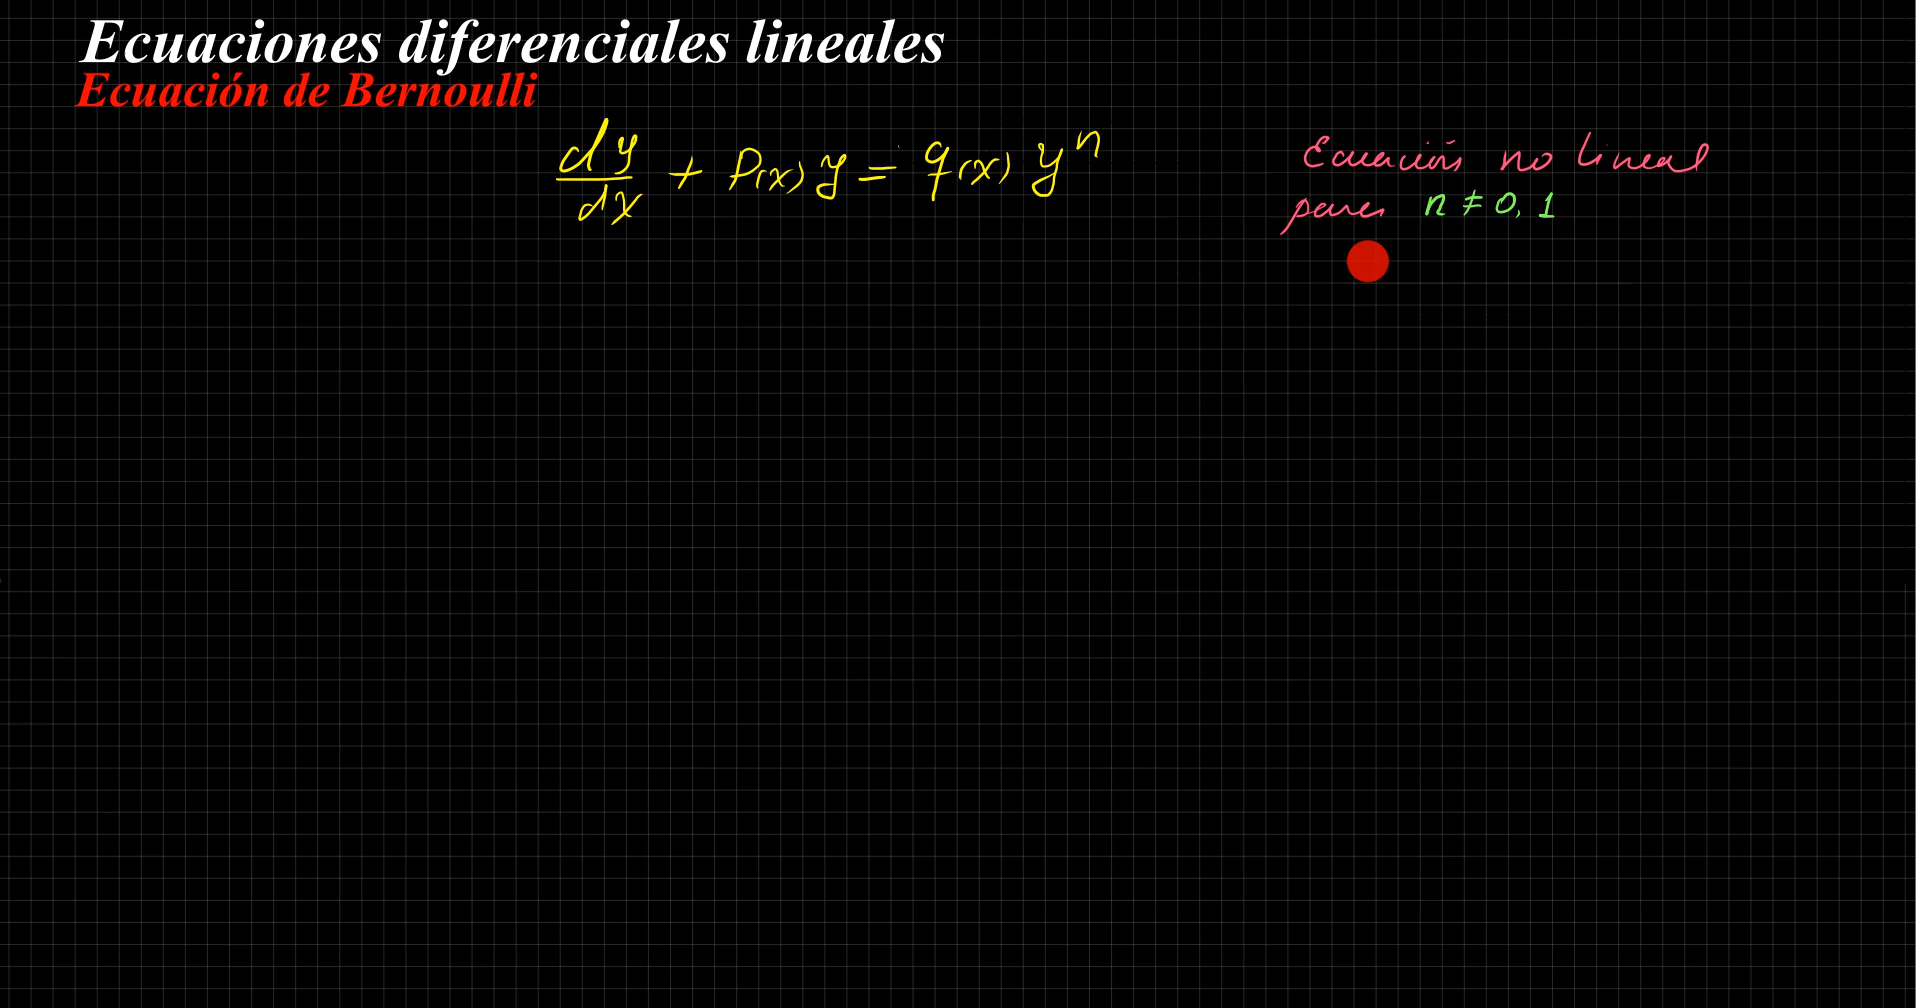 Ecuaciones diferenciales lineales
Ecuación de Bernoulli
dy/dx + P(x) y = q(x) y^n
Ecuación no lineal
para n ≠ 0, 1